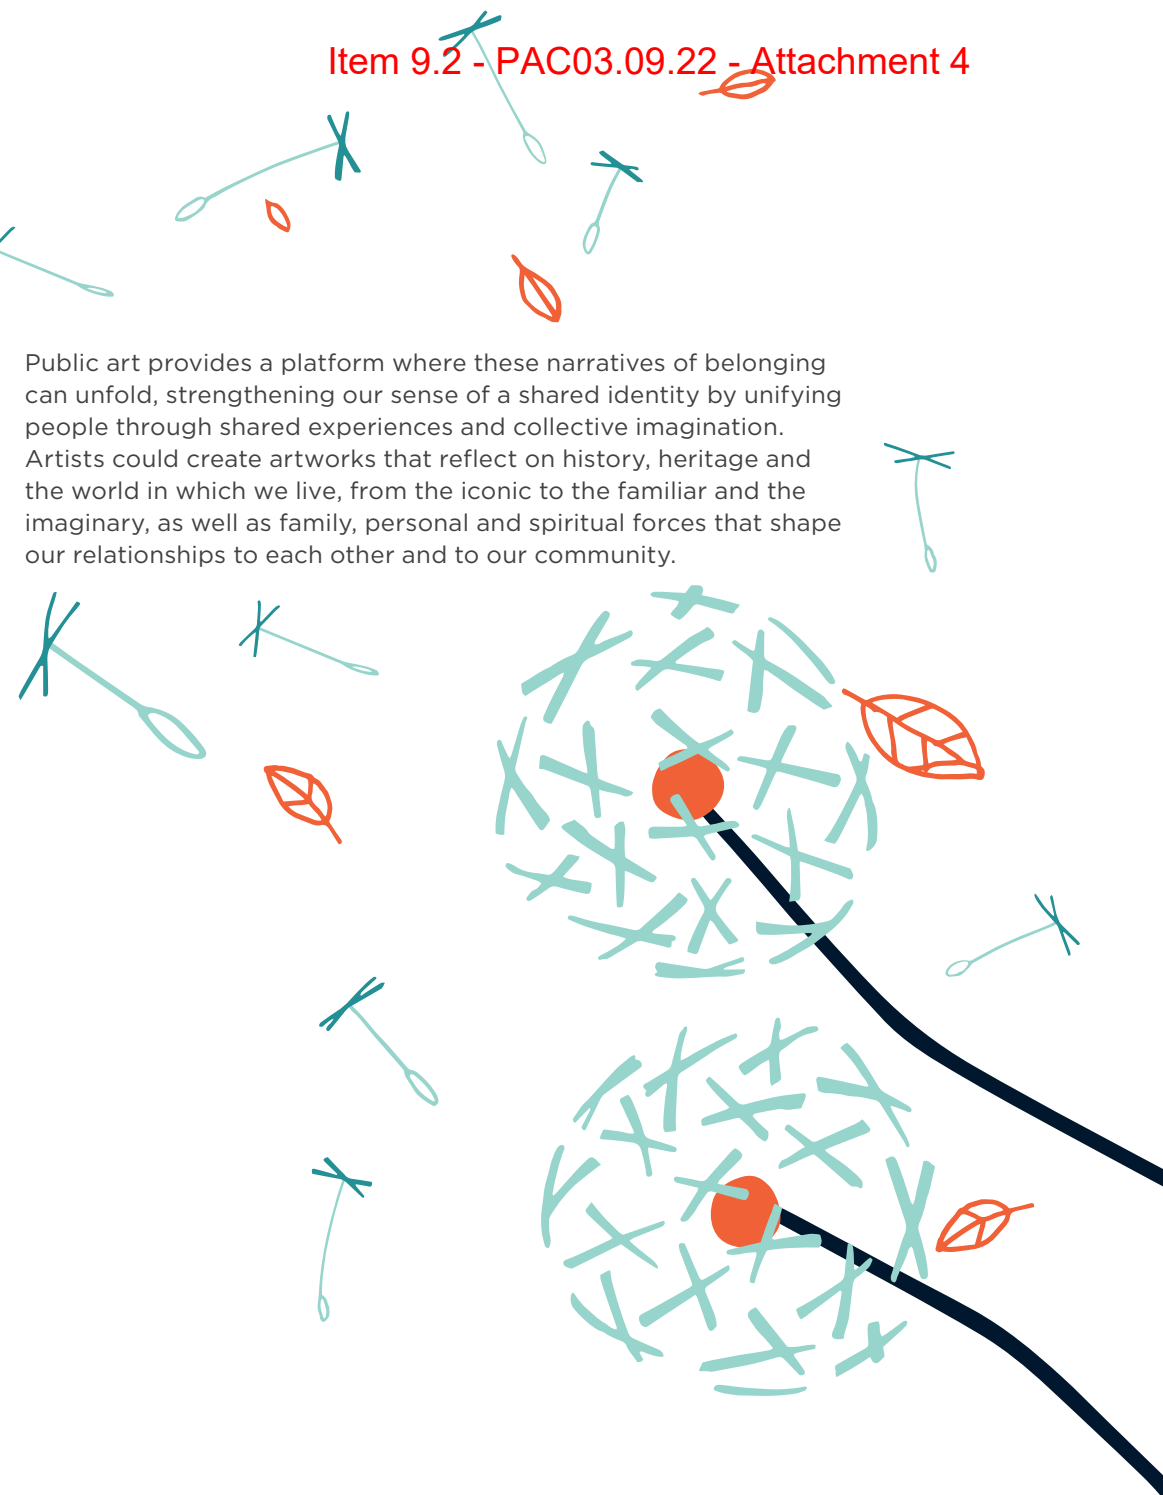 Item 9.2 - PAC03.09.22 - Attachment 4
Public art provides a platform where these narratives of belonging
can unfold, strengthening our sense of a shared identity by unifying
people through shared experiences and collective imagination.
Artists could create artworks that reflect on history, heritage and
the world in which we live, from the iconic to the familiar and the
imaginary, as well as family, personal and spiritual forces that shape
our relationships to each other and to our community.